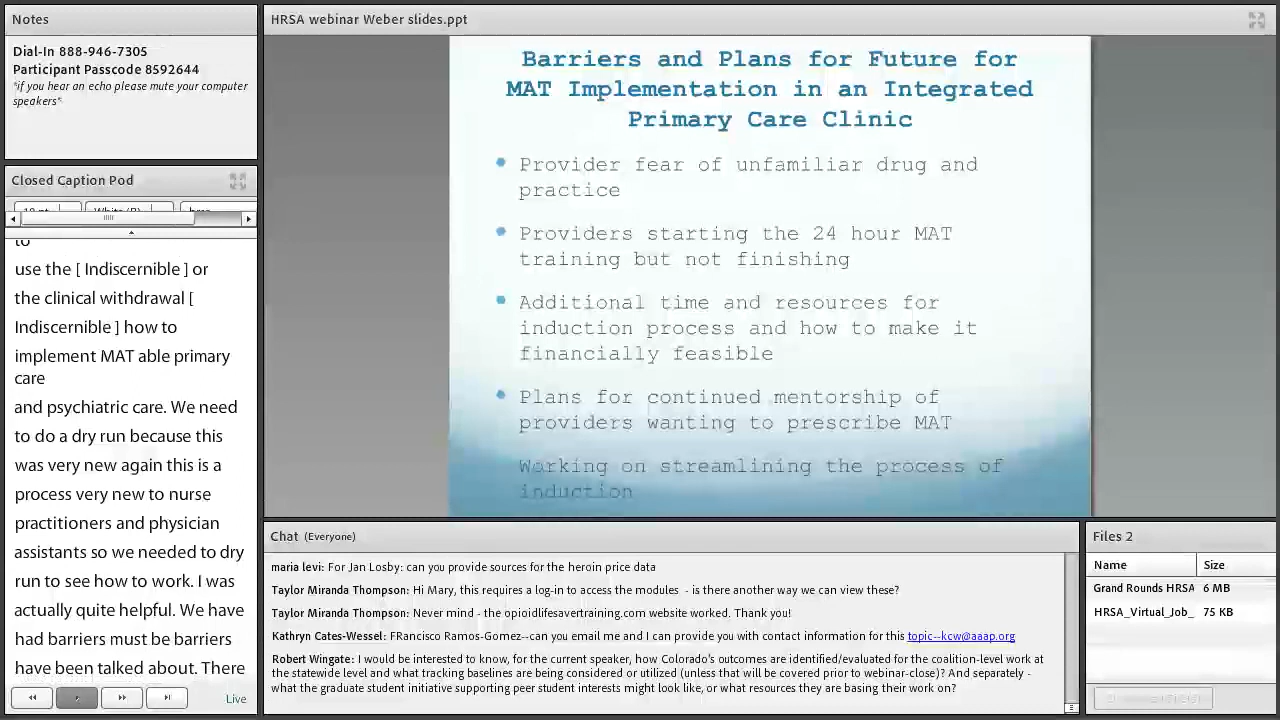 Notes
Dial-In 888-946-7305
Participant Passcode 8592644
*if you hear an echo please mute your computer
speakers*
Closed Caption Pod
to
use the [ Indiscernible ] or
the clinical withdrawal [
Indiscernible ] how to
implement MAT able primary
care
and psychiatric care. We need
to do a dry run because this
was very new again this is a
process very new to nurse
practitioners and physician
assistants so we needed to dry
run to see how to work. I was
actually quite helpful. We have
had barriers must be barriers
have been talked about. There
Live
HRSA webinar Weber slides.ppt
Barriers and Plans for Future for
MAT Implementation in an Integrated
Primary Care Clinic
Provider fear of unfamiliar drug and
practice
Providers starting the 24 hour MAT
training but not finishing
Additional time and resources for
induction process and how to make it
financially feasible
Plans for continued mentorship of
providers wanting to prescribe MAT
Working on streamlining the process of
induction
Chat (Everyone)
maria levi: For Jan Losby: can you provide sources for the heroin price data
Taylor Miranda Thompson: Hi Mary, this requires a log-in to access the modules - is there another way we can view these?
Taylor Miranda Thompson: Never mind - the opioidlifesavertraining.com website worked. Thank you!
Kathryn Cates-Wessel: FRancisco Ramos-Gomez--can you email me and I can provide you with contact information for this topic--kcw@aaap.org
Robert Wingate: I would be interested to know, for the current speaker, how Colorado's outcomes are identified/evaluated for the coalition-level work at
the statewide level and what tracking baselines are being considered or utilized (unless that will be covered prior to webinar-close)? And separately -
what the graduate student initiative supporting peer student interests might look like, or what resources they are basing their work on?
Files 2
Name Size
Grand Rounds HRSA 6 MB
HRSA_Virtual_Job_ 75 KB